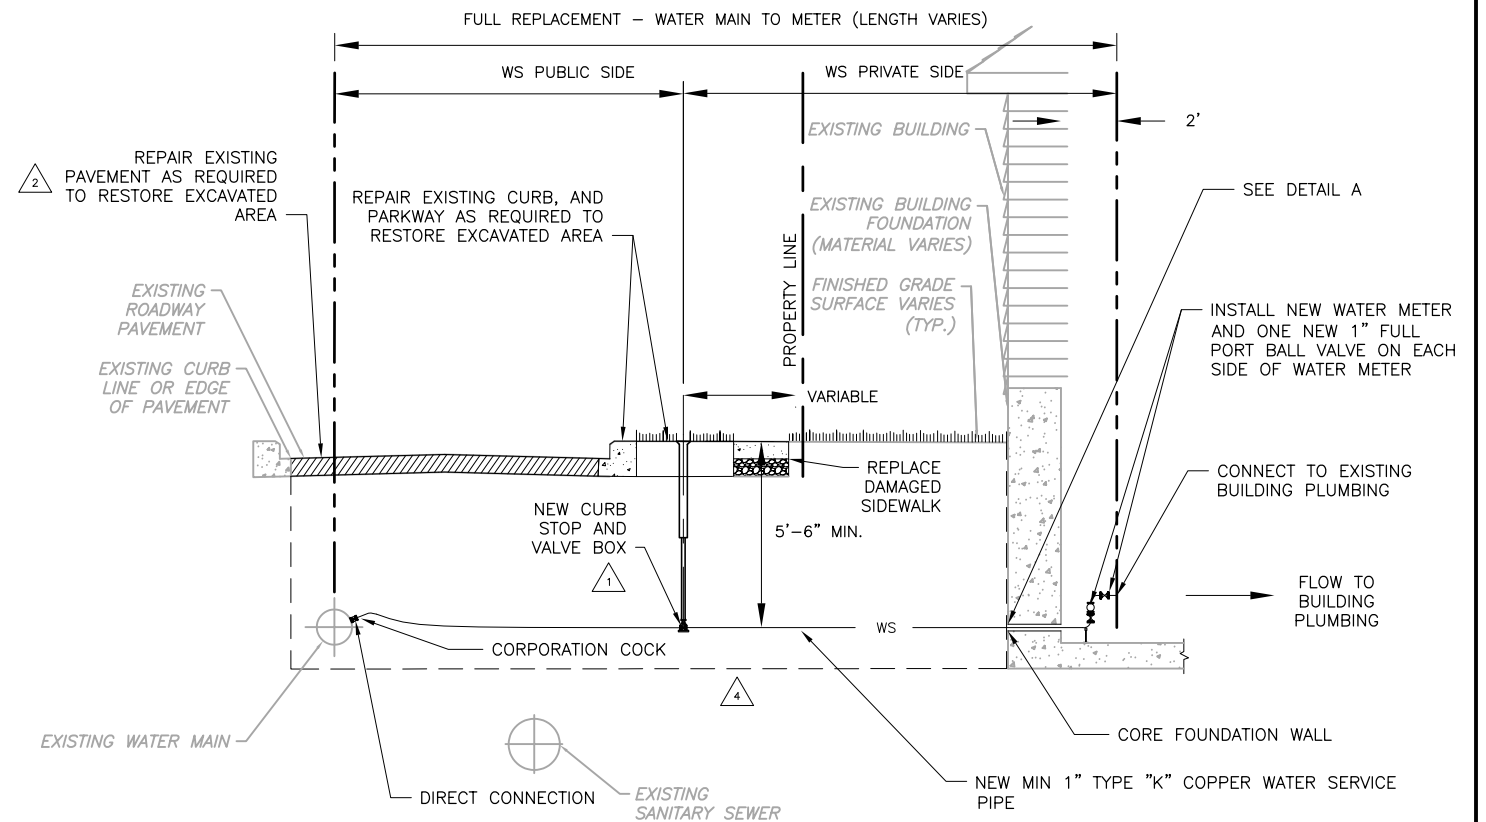 FULL REPLACEMENT – WATER MAIN TO METER (LENGTH VARIES)
WS PUBLIC SIDE
WS PRIVATE SIDE
2'
EXISTING BUILDING
2
REPAIR EXISTING
PAVEMENT AS REQUIRED
TO RESTORE EXCAVATED
AREA
REPAIR EXISTING CURB, AND
PARKWAY AS REQUIRED TO
RESTORE EXCAVATED AREA
EXISTING BUILDING
FOUNDATION
(MATERIAL VARIES)
SEE DETAIL A
PROPERTY LINE
FINISHED GRADE
SURFACE VARIES
(TYP.)
EXISTING
ROADWAY
PAVEMENT
INSTALL NEW WATER METER
AND ONE NEW 1" FULL
PORT BALL VALVE ON EACH
SIDE OF WATER METER
EXISTING CURB
LINE OR EDGE
OF PAVEMENT
VARIABLE
REPLACE
DAMAGED
SIDEWALK
CONNECT TO EXISTING
BUILDING PLUMBING
NEW CURB
STOP AND
VALVE BOX
1
5'–6" MIN.
FLOW TO
BUILDING
PLUMBING
WS
CORPORATION COCK
4
EXISTING WATER MAIN
CORE FOUNDATION WALL
DIRECT CONNECTION
EXISTING
SANITARY SEWER
NEW MIN 1" TYPE "K" COPPER WATER SERVICE
PIPE